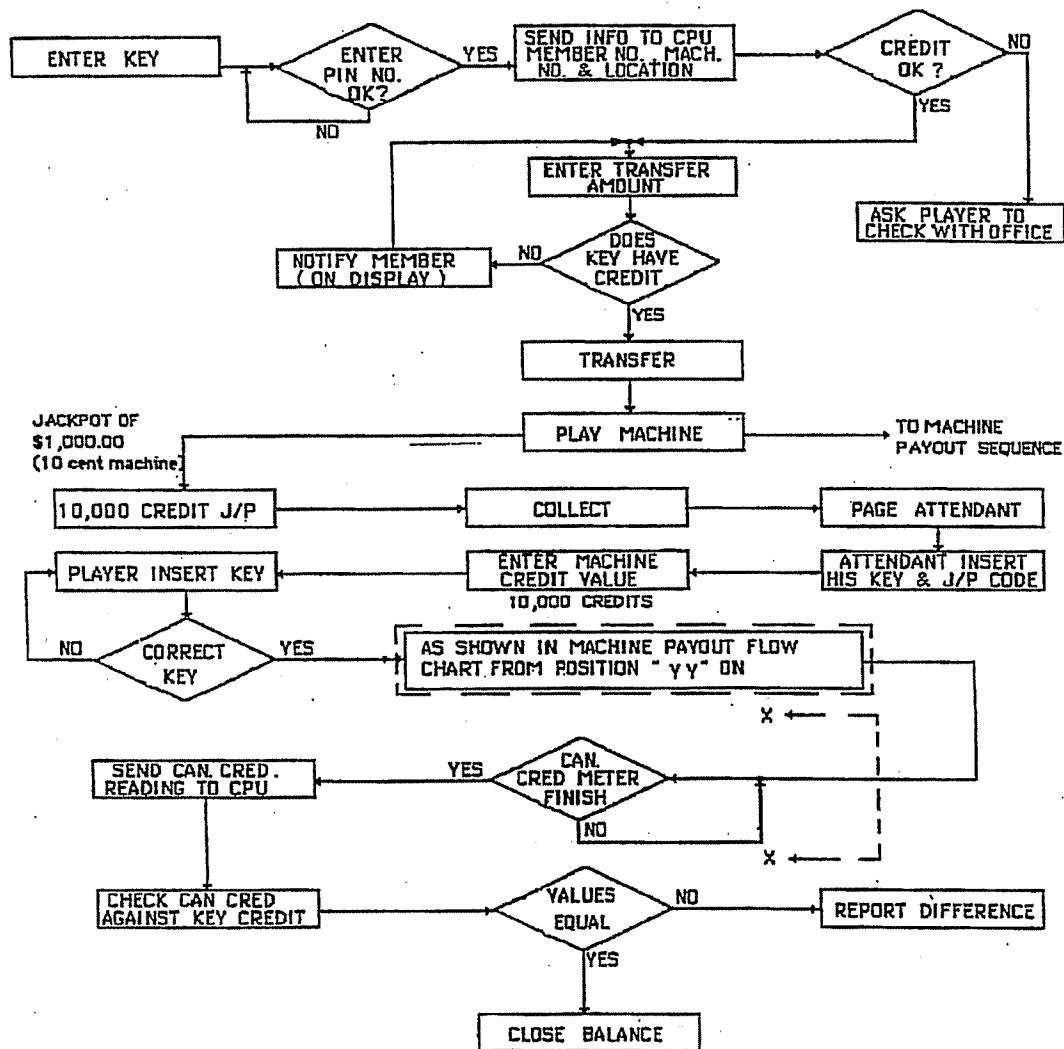 ENTER KEY
ENTER
PIN NO.
OK?
YES
NO
SEND INFO TO CPU
MEMBER NO. MACH.
NO. & LOCATION
CREDIT
OK ?
NO
YES
ENTER TRANSFER
AMOUNT
ASK PLAYER TO
CHECK WITH OFFICE
DOES
KEY HAVE
CREDIT
NO
NOTIFY MEMBER
( ON DISPLAY )
YES
TRANSFER
JACKPOT OF
$1,000.00
(10 cent machine)
PLAY MACHINE
TO MACHINE
PAYOUT SEQUENCE
10,000 CREDIT J/P
COLLECT
PAGE ATTENDANT
PLAYER INSERT KEY
ENTER MACHINE
CREDIT VALUE
10,000 CREDITS
ATTENDANT INSERT
HIS KEY & J/P CODE
NO
CORRECT
KEY
YES
AS SHOWN IN MACHINE PAYOUT FLOW
CHART FROM POSITION " YY" ON
X
SEND CAN. CRED.
READING TO CPU
YES
CAN.
CRED METER
FINISH
NO
X
CHECK CAN CRED
AGAINST KEY CREDIT
VALUES
EQUAL
NO
REPORT DIFFERENCE
YES
CLOSE BALANCE